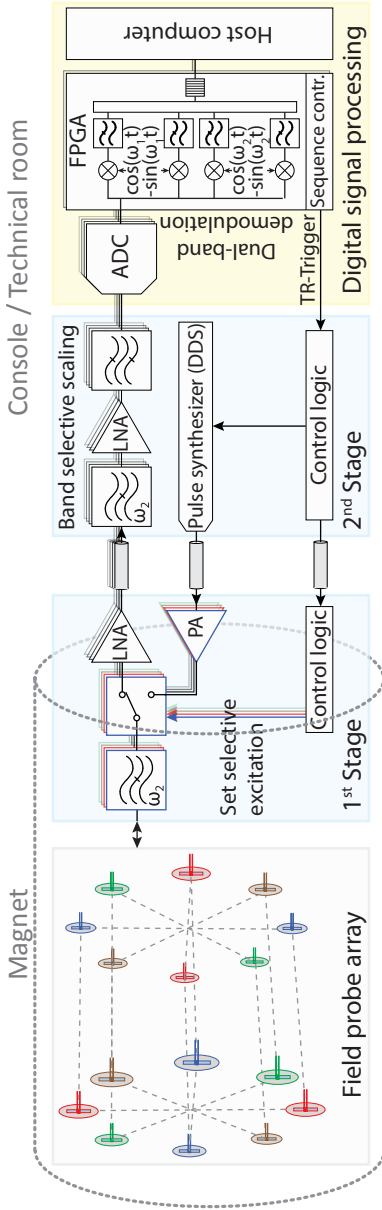 Magnet
Console / Technical room
Field probe array
ω2
LNA
PA
Set selective
excitation
Control logic
1st Stage
Band selective scaling
ω2
LNA
Pulse synthesizer (DDS)
Control logic
2nd Stage
ADC
Dual-band
demodulation
TR-Trigger
FPGA
cos(ω1t)
-sin(ω1t)
cos(ω2t)
-sin(ω2t)
Sequence contr.
Host computer
Digital signal processing